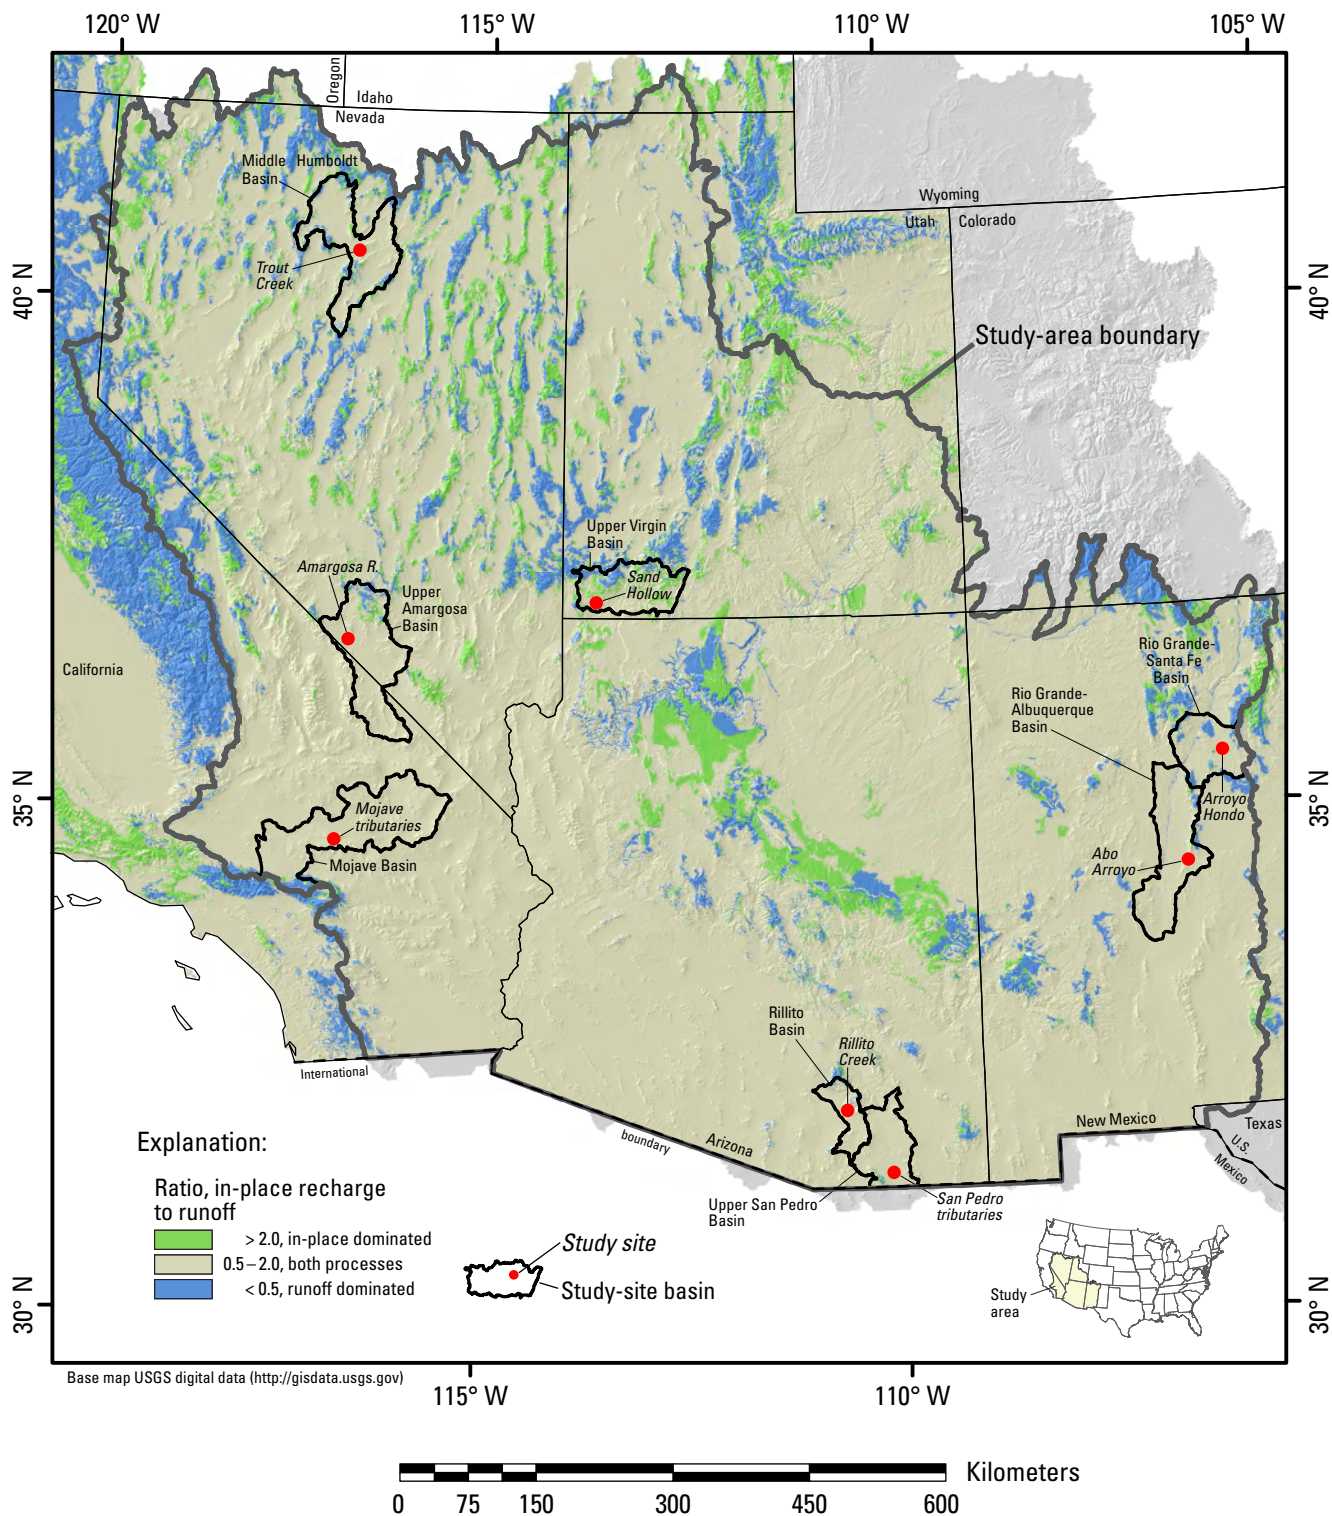 120° W
115° W
110° W
105° W
Oregon
Idaho
Nevada
Middle Humboldt
Basin
Wyoming
Utah
Colorado
Trout
Creek
40° N
40° N
Study-area boundary
Upper Virgin
Basin
Amargosa R.
Sand
Hollow
Upper
Amargosa
Basin
California
Rio Grande-
Santa Fe
Basin
Rio Grande-
Albuquerque
Basin
35° N
35° N
Mojave
tributaries
Arroyo
Hondo
Mojave Basin
Abo
Arroyo
Rillito
Basin
Rillito
Creek
International
boundary
Arizona
New Mexico
Texas
U.S.
Mexico
Upper San Pedro
Basin
San Pedro
tributaries
Explanation:
Ratio, in-place recharge
to runoff
> 2.0, in-place dominated
0.5 – 2.0, both processes
< 0.5, runoff dominated
Study site
Study-site basin
Study
area
30° N
30° N
Base map USGS digital data (http://gisdata.usgs.gov)
115° W
110° W
Kilometers
0 75 150 300 450 600